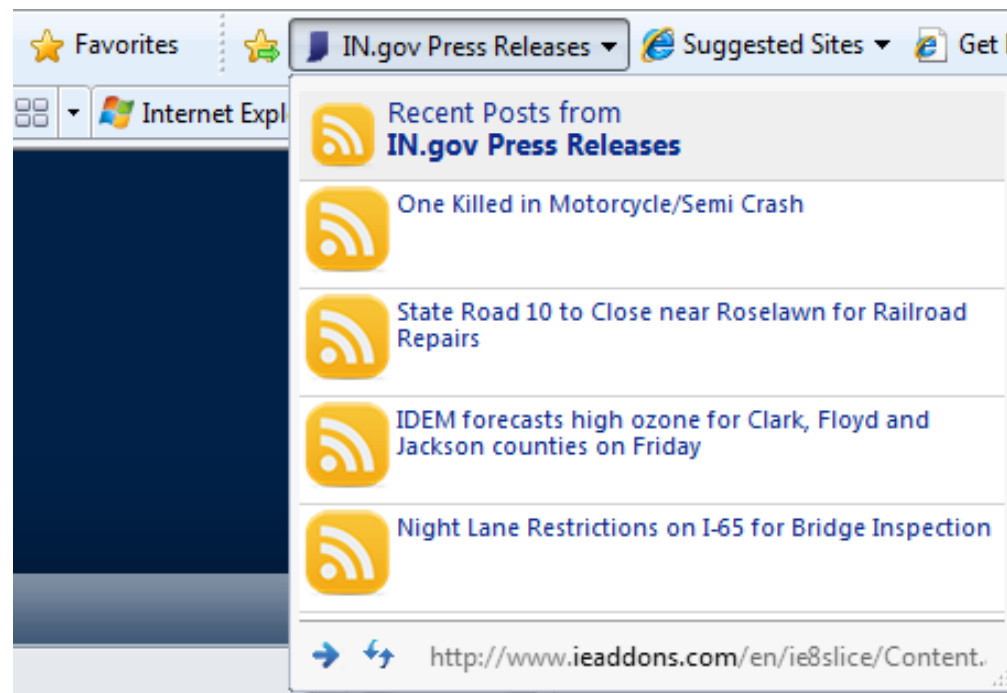 Favorites
IN.gov Press Releases
Suggested Sites
Get
Internet Expl
Recent Posts from
IN.gov Press Releases
One Killed in Motorcycle/Semi Crash
State Road 10 to Close near Roselawn for Railroad
Repairs
IDEM forecasts high ozone for Clark, Floyd and
Jackson counties on Friday
Night Lane Restrictions on I-65 for Bridge Inspection
http://www.ieaddons.com/en/ie8slice/Content.